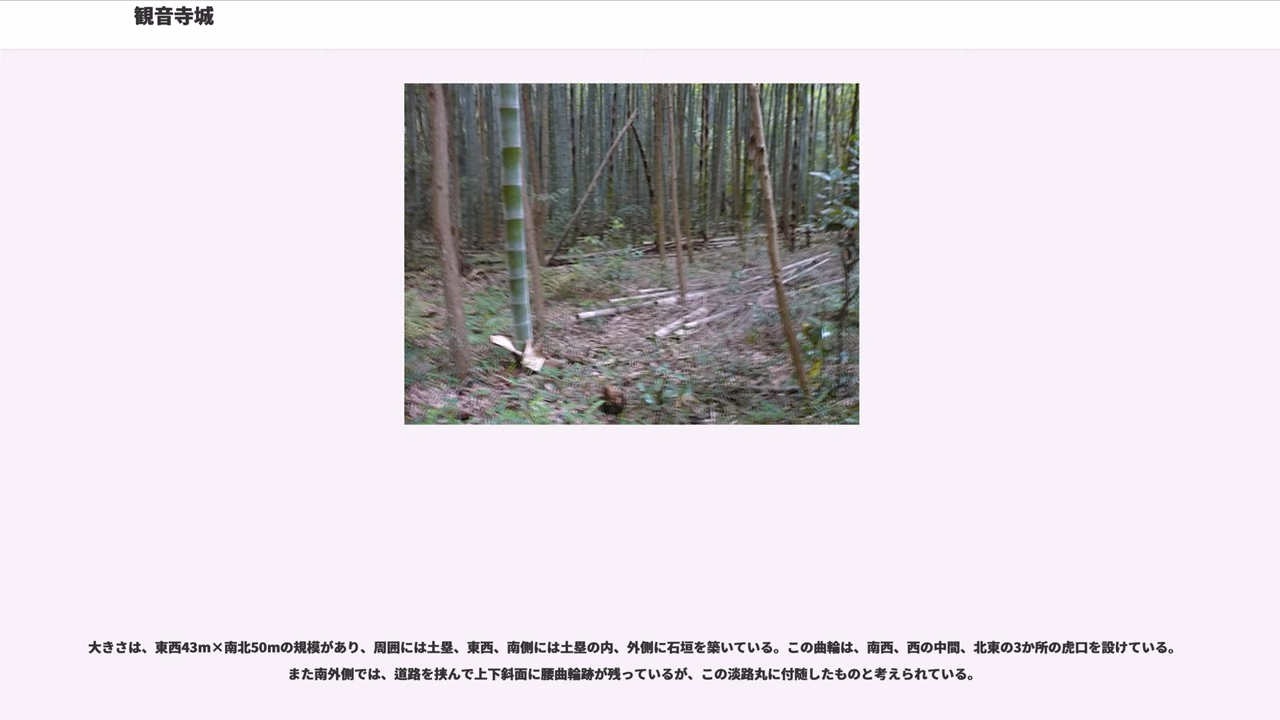 観音寺城
大きさは、東西43m×南北50mの規模があり、周囲には土塁、東西、南側には土塁の内、外側に石垣を築いている。この曲輪は、南西、西の中間、北東の3か所の虎口を設けている。
また南外側では、道路を挟んで上下斜面に腰曲輪跡が残っているが、この淡路丸に付随したものと考えられている。